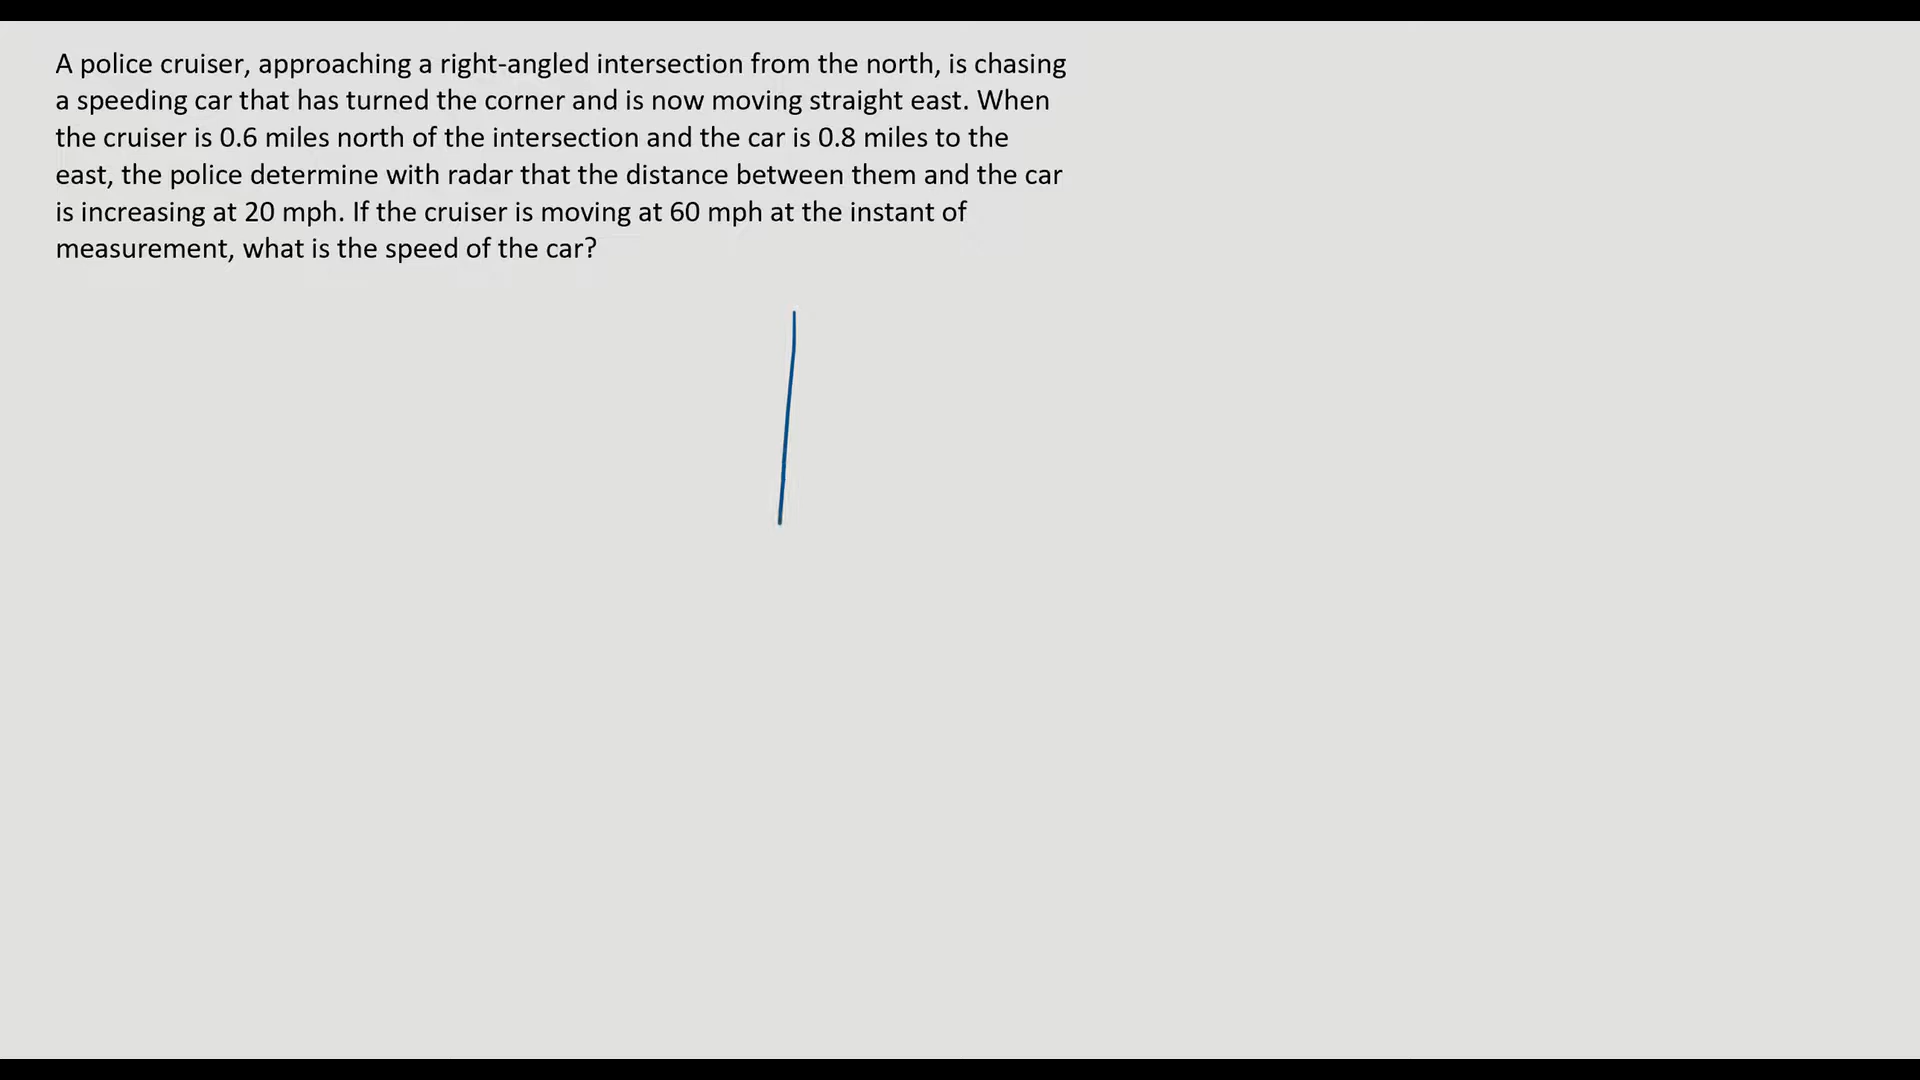 A police cruiser, approaching a right-angled intersection from the north, is chasing
a speeding car that has turned the corner and is now moving straight east. When
the cruiser is 0.6 miles north of the intersection and the car is 0.8 miles to the
east, the police determine with radar that the distance between them and the car
is increasing at 20 mph. If the cruiser is moving at 60 mph at the instant of
measurement, what is the speed of the car?